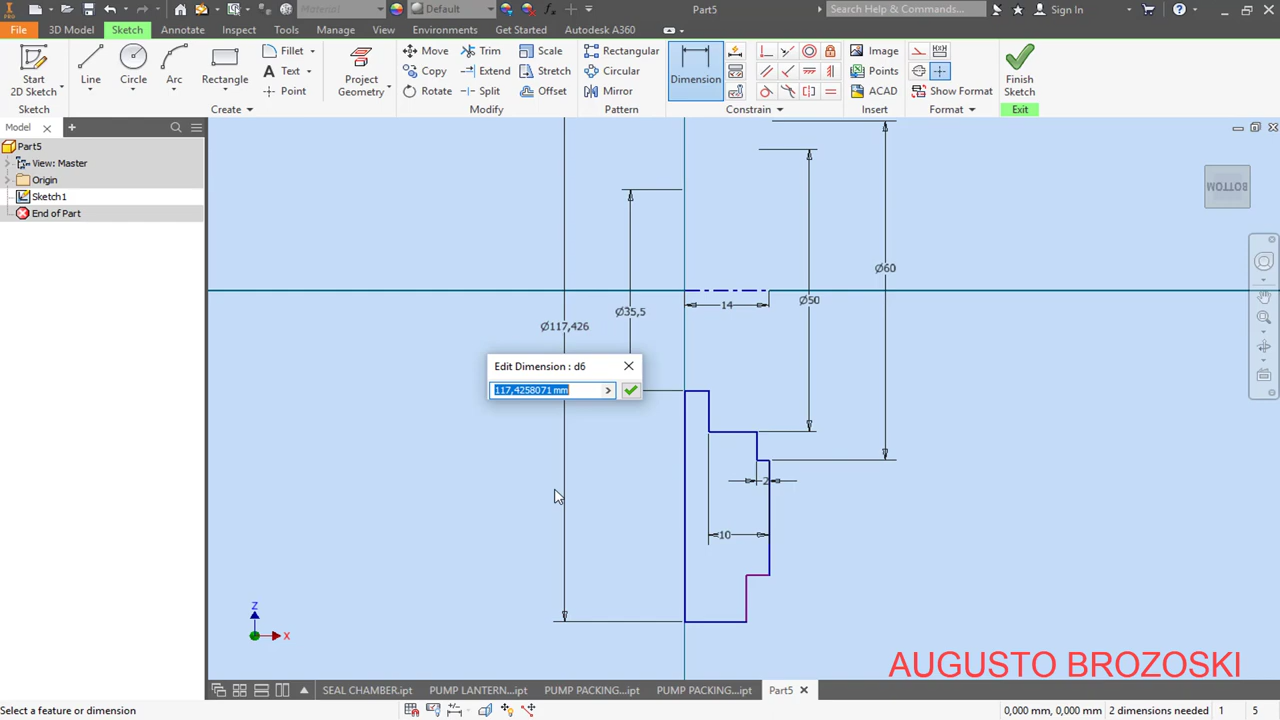 Material
Default
Part5
Search Help & Commands...
Sign In
File
3D Model
Sketch
Annotate
Inspect
Tools
Manage
View
Environments
Get Started
Autodesk A360
Start
2D Sketch
Line
Circle
Arc
Rectangle
Fillet
Text
Point
Project
Geometry
Move
Copy
Rotate
Trim
Extend
Split
Scale
Stretch
Offset
Rectangular
Circular
Mirror
Dimension
Image
Points
ACAD
Show Format
Finish
Sketch
Sketch
Create
Modify
Pattern
Constrain
Insert
Format
Exit
Model
Part5
View: Master
Origin
Sketch1
End of Part
BOTTOM
Ø60
Ø50
14
Ø35,5
Ø117,426
Edit Dimension : d6
117,4258071 mm
2
10
Z
X
AUGUSTO BROZOSKI
SEAL CHAMBER.ipt
PUMP LANTERN...ipt
PUMP PACKING...ipt
PUMP PACKING...ipt
Part5
Select a feature or dimension
0,000 mm, 0,000 mm
2 dimensions needed
1
5